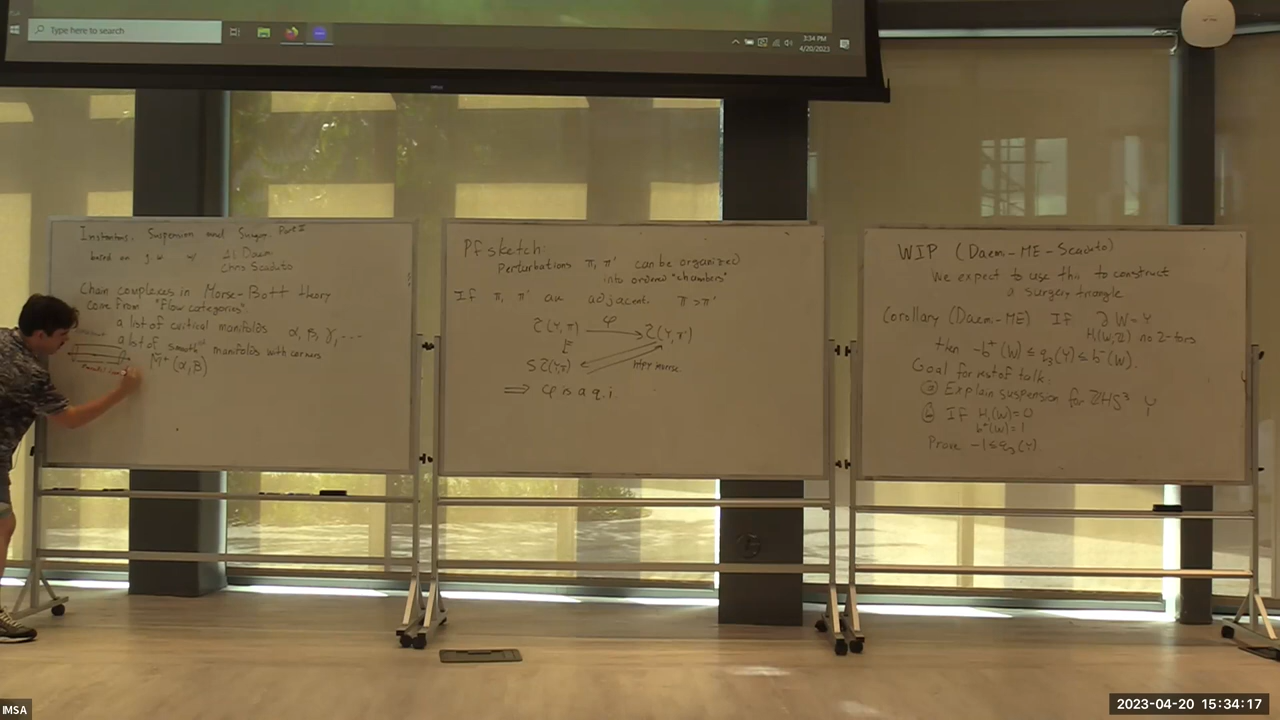 Type here to search
3:34 PM
4/20/2023
Instantons, Suspension and Surgery, Part II
based on j.w. w/ Ali Daemi
Chris Scaduto
Chain complexes in Morse-Bott theory
come from "Flow categories"
a list of critical manifolds α, β, γ, ...
a list of smooth manifolds with corners
M⁺(α,β)
Pf sketch:
Perturbations π, π' can be organized
into ordered "chambers"
If π, π' are adjacent, π > π'
C̃(Y,π) → φ C̃(Y,π')
SC̃(Y,π)
⟹ φ is a q.i.
WIP (Daemi-ME-Scaduto)
We expect to use this to construct
a surgery triangle
Corollary (Daemi-ME) If ∂W = Y
H₁(W;Z) no 2-tors
then -b⁺(W) ≤ q₃(Y) ≤ b⁻(W).
Goal for rest of talk:
ⓐ Explain suspension for ZHS³ Y
ⓑ If H₁(W)=0
b⁺(W)=1
Prove -1 ≤ q₃(Y)
IMSA
2023-04-20 15:34:17